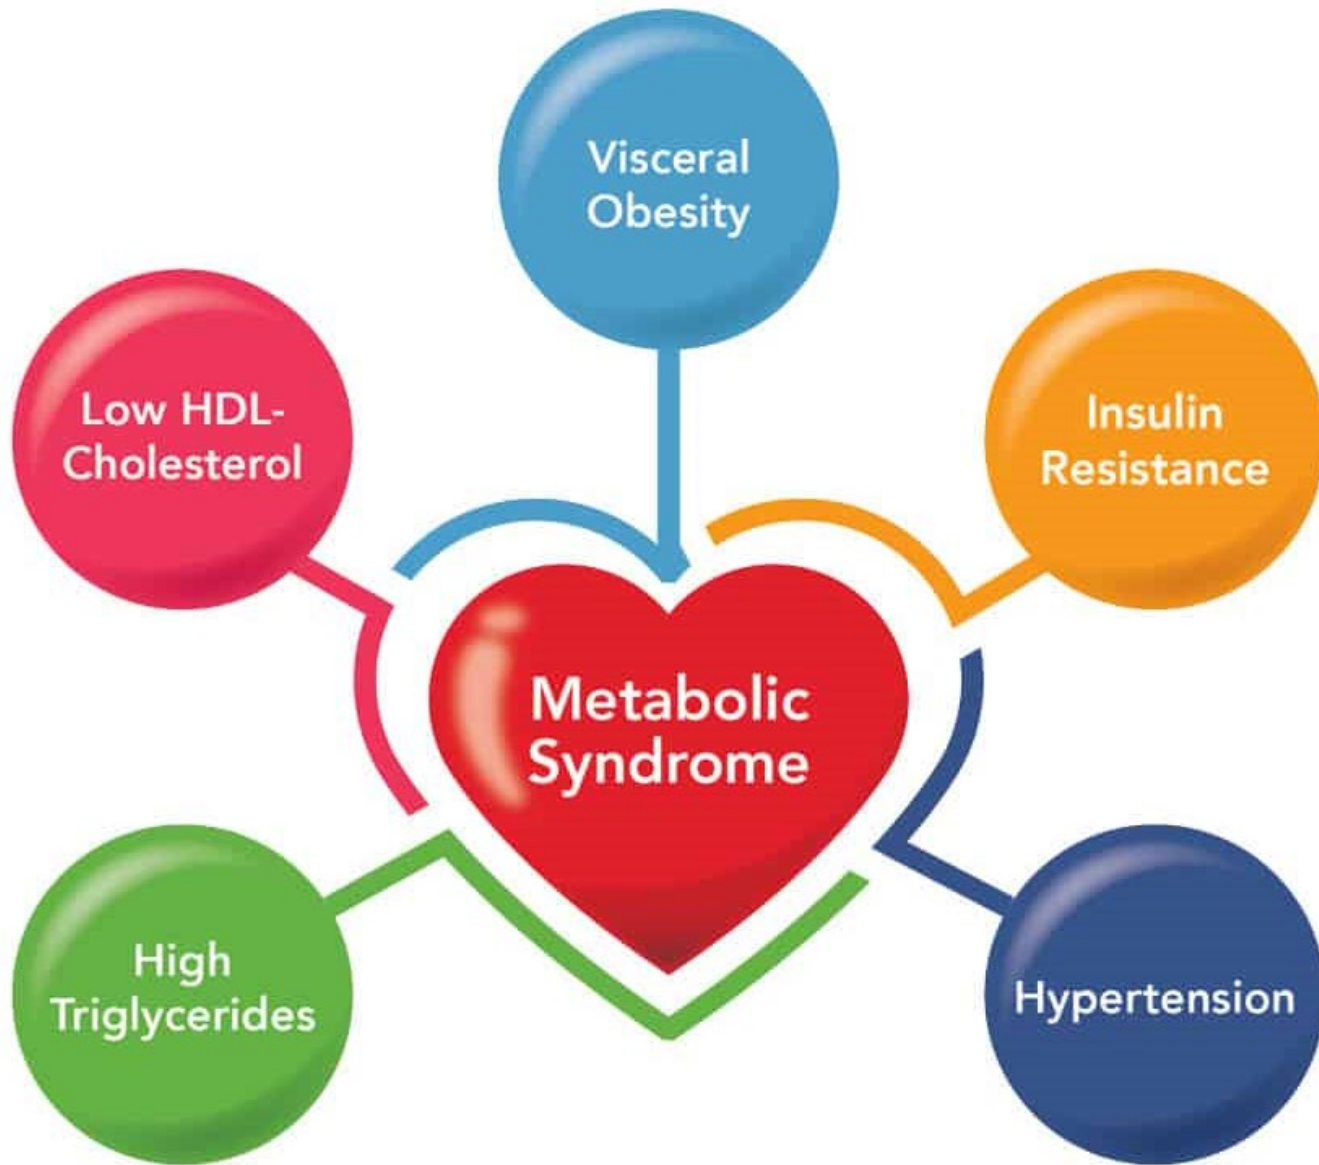 Visceral
Obesity
Low HDL-
Cholesterol
Insulin
Resistance
Metabolic
Syndrome
High
Triglycerides
Hypertension